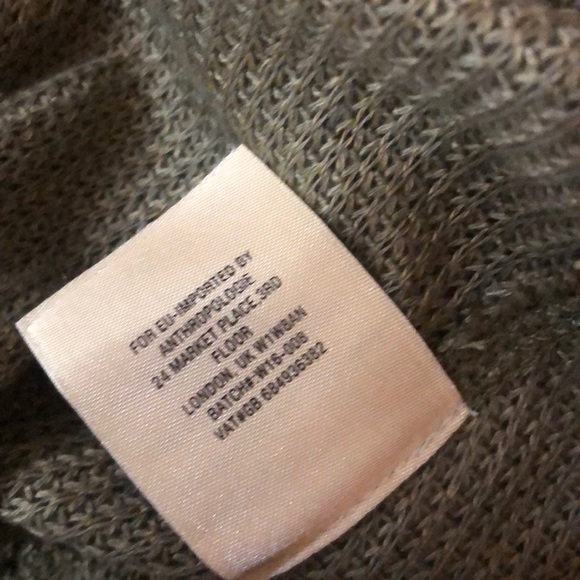 FOR EU-IMPORTED BY
ANTHROPOLOGIE
24 MARKET PLACE, 3RD
FLOOR
LONDON, UK W1W8AN
BATCH#-W16-008
VAT#GB 684936382